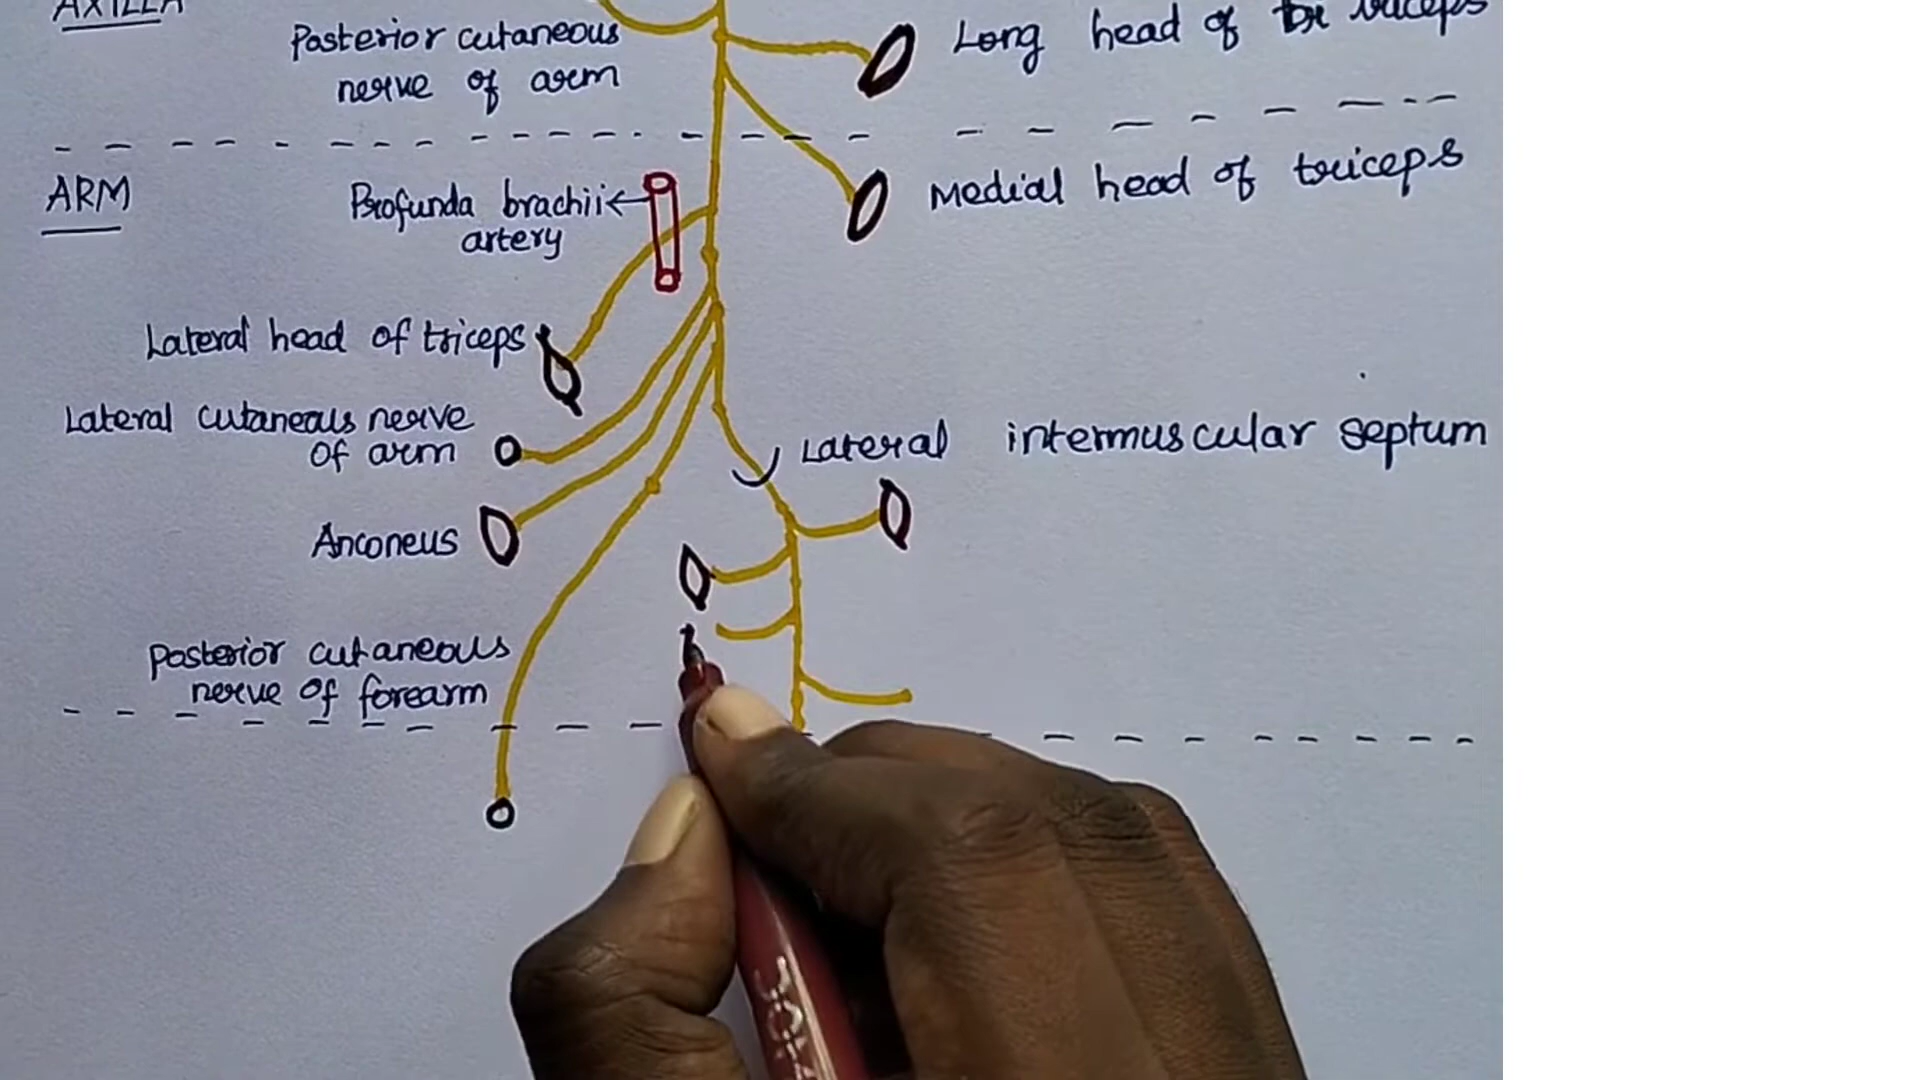 AXILLA
Posterior cutaneous
nerve of arm
Long head of triceps
ARM
Profunda brachii
artery
Medial head of triceps
Lateral head of triceps
Lateral cutaneous nerve
of arm
Lateral intermuscular septum
Anconeus
Posterior cutaneous
nerve of forearm